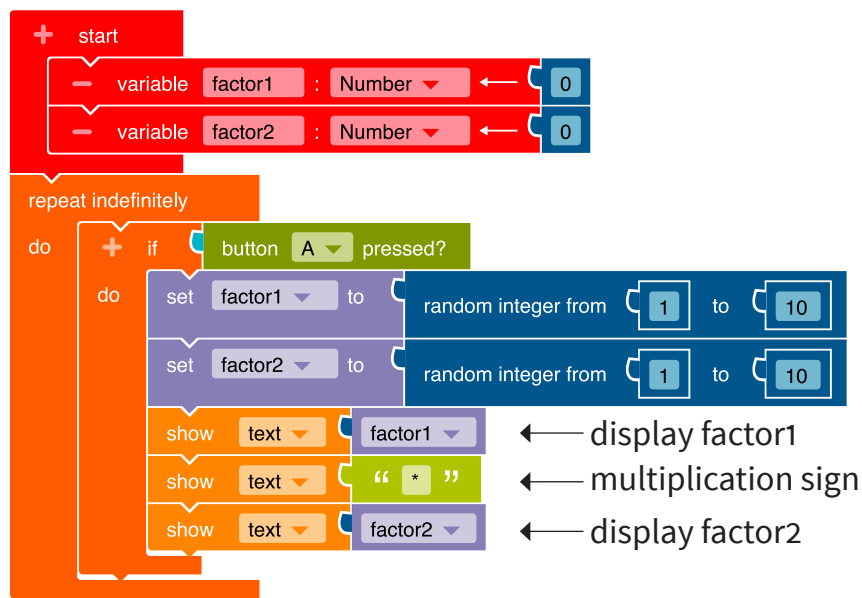 + start
− variable factor1 : Number ← 0
− variable factor2 : Number ← 0
repeat indefinitely
do + if button A pressed?
do set factor1 to random integer from 1 to 10
set factor2 to random integer from 1 to 10
show text factor1 ← display factor1
show text “ * ” ← multiplication sign
show text factor2 ← display factor2